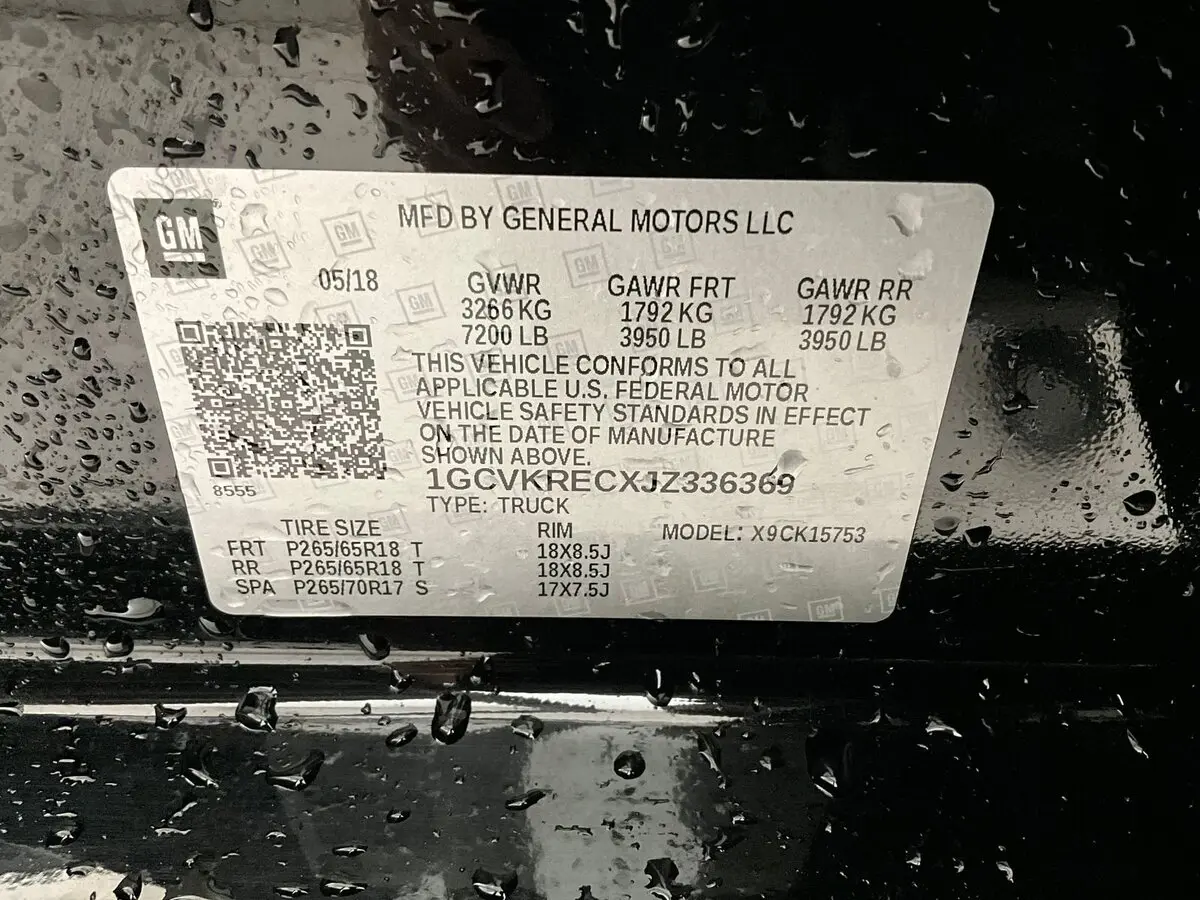 GM
MFD BY GENERAL MOTORS LLC
05/18
GVWR GAWR FRT GAWR RR
3266 KG 1792 KG 1792 KG
7200 LB 3950 LB 3950 LB
THIS VEHICLE CONFORMS TO ALL
APPLICABLE U.S. FEDERAL MOTOR
VEHICLE SAFETY STANDARDS IN EFFECT
ON THE DATE OF MANUFACTURE
SHOWN ABOVE.
8555
1GCVKRECXJZ336369
TYPE: TRUCK
TIRE SIZE RIM MODEL: X9CK15753
FRT P265/65R18 T 18X8.5J
RR P265/65R18 T 18X8.5J
SPA P265/70R17 S 17X7.5J